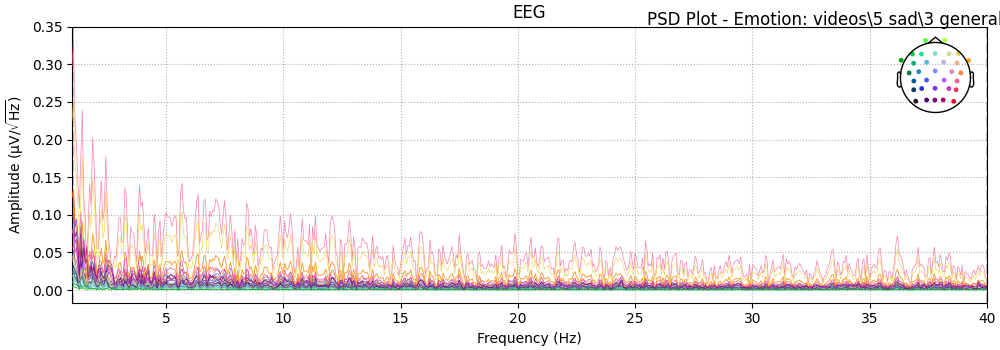 EEG
PSD Plot - Emotion: videos\5 sad\3 general
Amplitude (µV/√Hz)
0.35
0.30
0.25
0.20
0.15
0.10
0.05
0.00
5 10 15 20 25 30 35 40
Frequency (Hz)